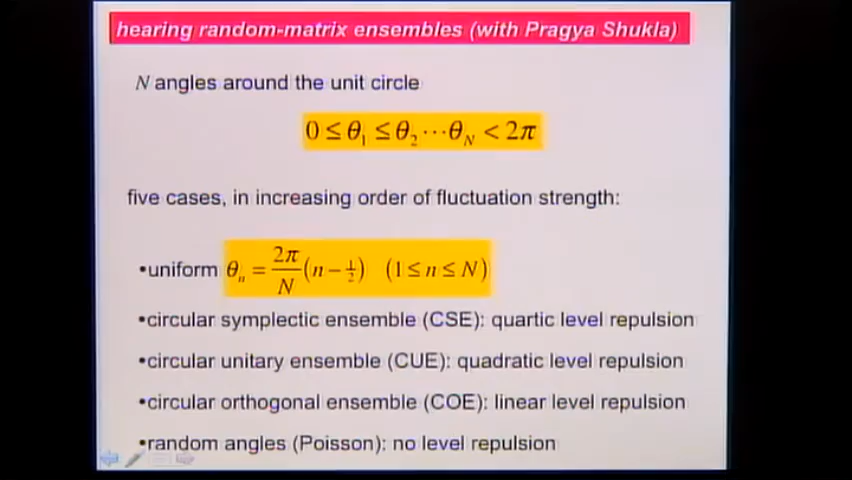 hearing random-matrix ensembles (with Pragya Shukla)
N angles around the unit circle
0 ≤ θ₁ ≤ θ₂ ⋯ θ_N < 2π
five cases, in increasing order of fluctuation strength:
•uniform θₙ = 2π/N (n − 1/2) (1 ≤ n ≤ N)
•circular symplectic ensemble (CSE): quartic level repulsion
•circular unitary ensemble (CUE): quadratic level repulsion
•circular orthogonal ensemble (COE): linear level repulsion
•random angles (Poisson): no level repulsion